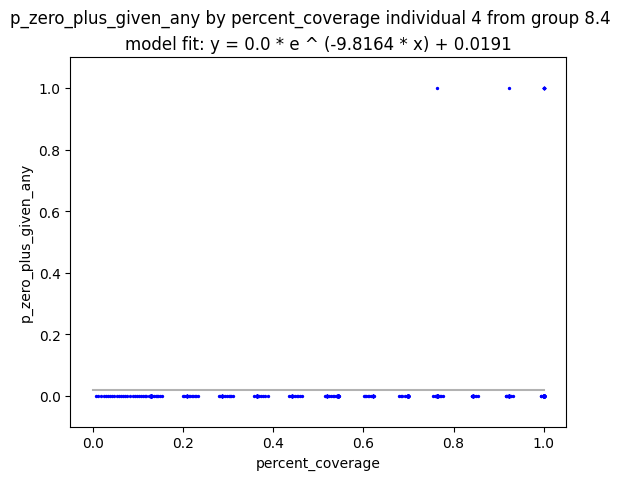 p_zero_plus_given_any by percent_coverage individual 4 from group 8.4
model fit: y = 0.0 * e ^ (-9.8164 * x) + 0.0191
1.0
0.8
0.6
0.4
0.2
0.0
p_zero_plus_given_any
0.0 0.2 0.4 0.6 0.8 1.0
percent_coverage